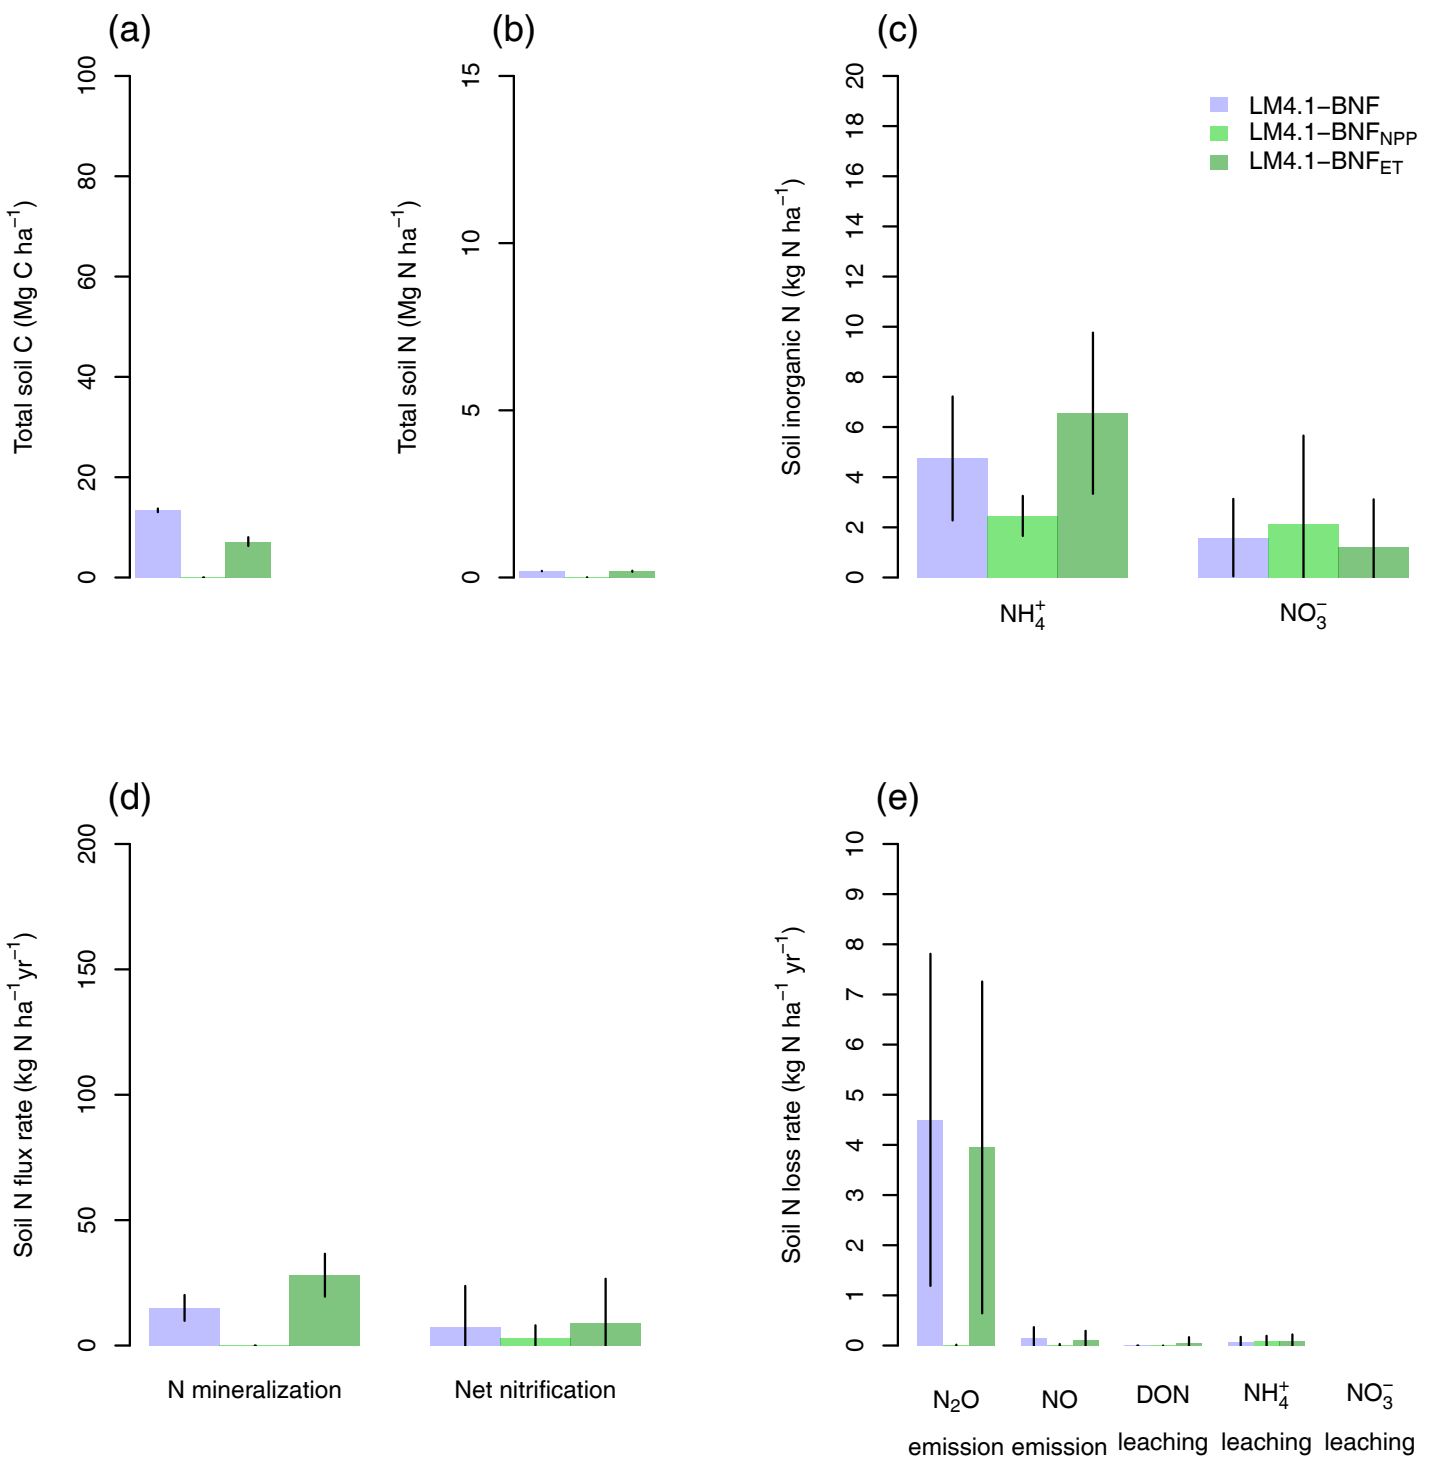 (a)
Total soil C (Mg C ha⁻¹)
100
80
60
40
20
0
(b)
Total soil N (Mg N ha⁻¹)
15
10
5
0
(c)
Soil inorganic N (kg N ha⁻¹)
20
18
16
14
12
10
8
6
4
2
0
LM4.1−BNF
LM4.1−BNF_NPP
LM4.1−BNF_ET
NH₄⁺
NO₃⁻
(d)
Soil N flux rate (kg N ha⁻¹yr⁻¹)
200
150
100
50
0
N mineralization
Net nitrification
(e)
Soil N loss rate (kg N ha⁻¹ yr⁻¹)
10
9
8
7
6
5
4
3
2
1
0
N₂O emission
NO emission
DON leaching
NH₄⁺ leaching
NO₃⁻ leaching